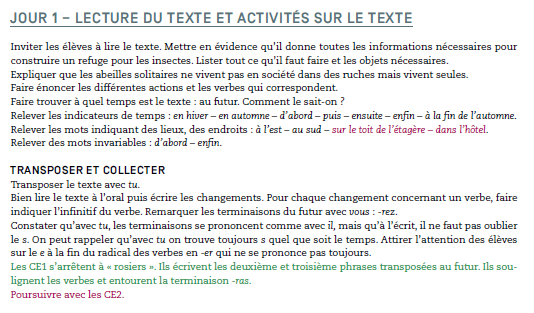 JOUR 1 – LECTURE DU TEXTE ET ACTIVITÉS SUR LE TEXTE
Inviter les élèves à lire le texte. Mettre en évidence qu'il donne toutes les informations nécessaires pour
construire un refuge pour les insectes. Lister tout ce qu'il faut faire et les objets nécessaires.
Expliquer que les abeilles solitaires ne vivent pas en société dans des ruches mais vivent seules.
Faire énoncer les différentes actions et les verbes qui correspondent.
Faire trouver à quel temps est le texte : au futur. Comment le sait-on ?
Relever les indicateurs de temps : en hiver – en automne – d'abord – puis – ensuite – enfin – à la fin de l'automne.
Relever les mots indiquant des lieux, des endroits : à l'est – au sud – sur le toit de l'étagère – dans l'hôtel.
Relever des mots invariables : d'abord – enfin.
TRANSPOSER ET COLLECTER
Transposer le texte avec tu.
Bien lire le texte à l'oral puis écrire les changements. Pour chaque changement concernant un verbe, faire
indiquer l'infinitif du verbe. Remarquer les terminaisons du futur avec vous : -rez.
Constater qu'avec tu, les terminaisons se prononcent comme avec il, mais qu'à l'écrit, il ne faut pas oublier
le s. On peut rappeler qu'avec tu on trouve toujours s quel que soit le temps. Attirer l'attention des élèves
sur le e à la fin du radical des verbes en -er qui ne se prononce pas toujours.
Les CE1 s'arrêtent à « rosiers ». Ils écrivent les deuxième et troisième phrases transposées au futur. Ils sou-
lignent les verbes et entourent la terminaison -ras.
Poursuivre avec les CE2.